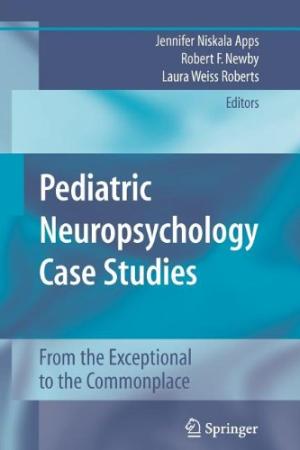 Jennifer Niskala Apps
Robert F. Newby
Laura Weiss Roberts
Editors
Pediatric
Neuropsychology
Case Studies
From the Exceptional
to the Commonplace
Springer